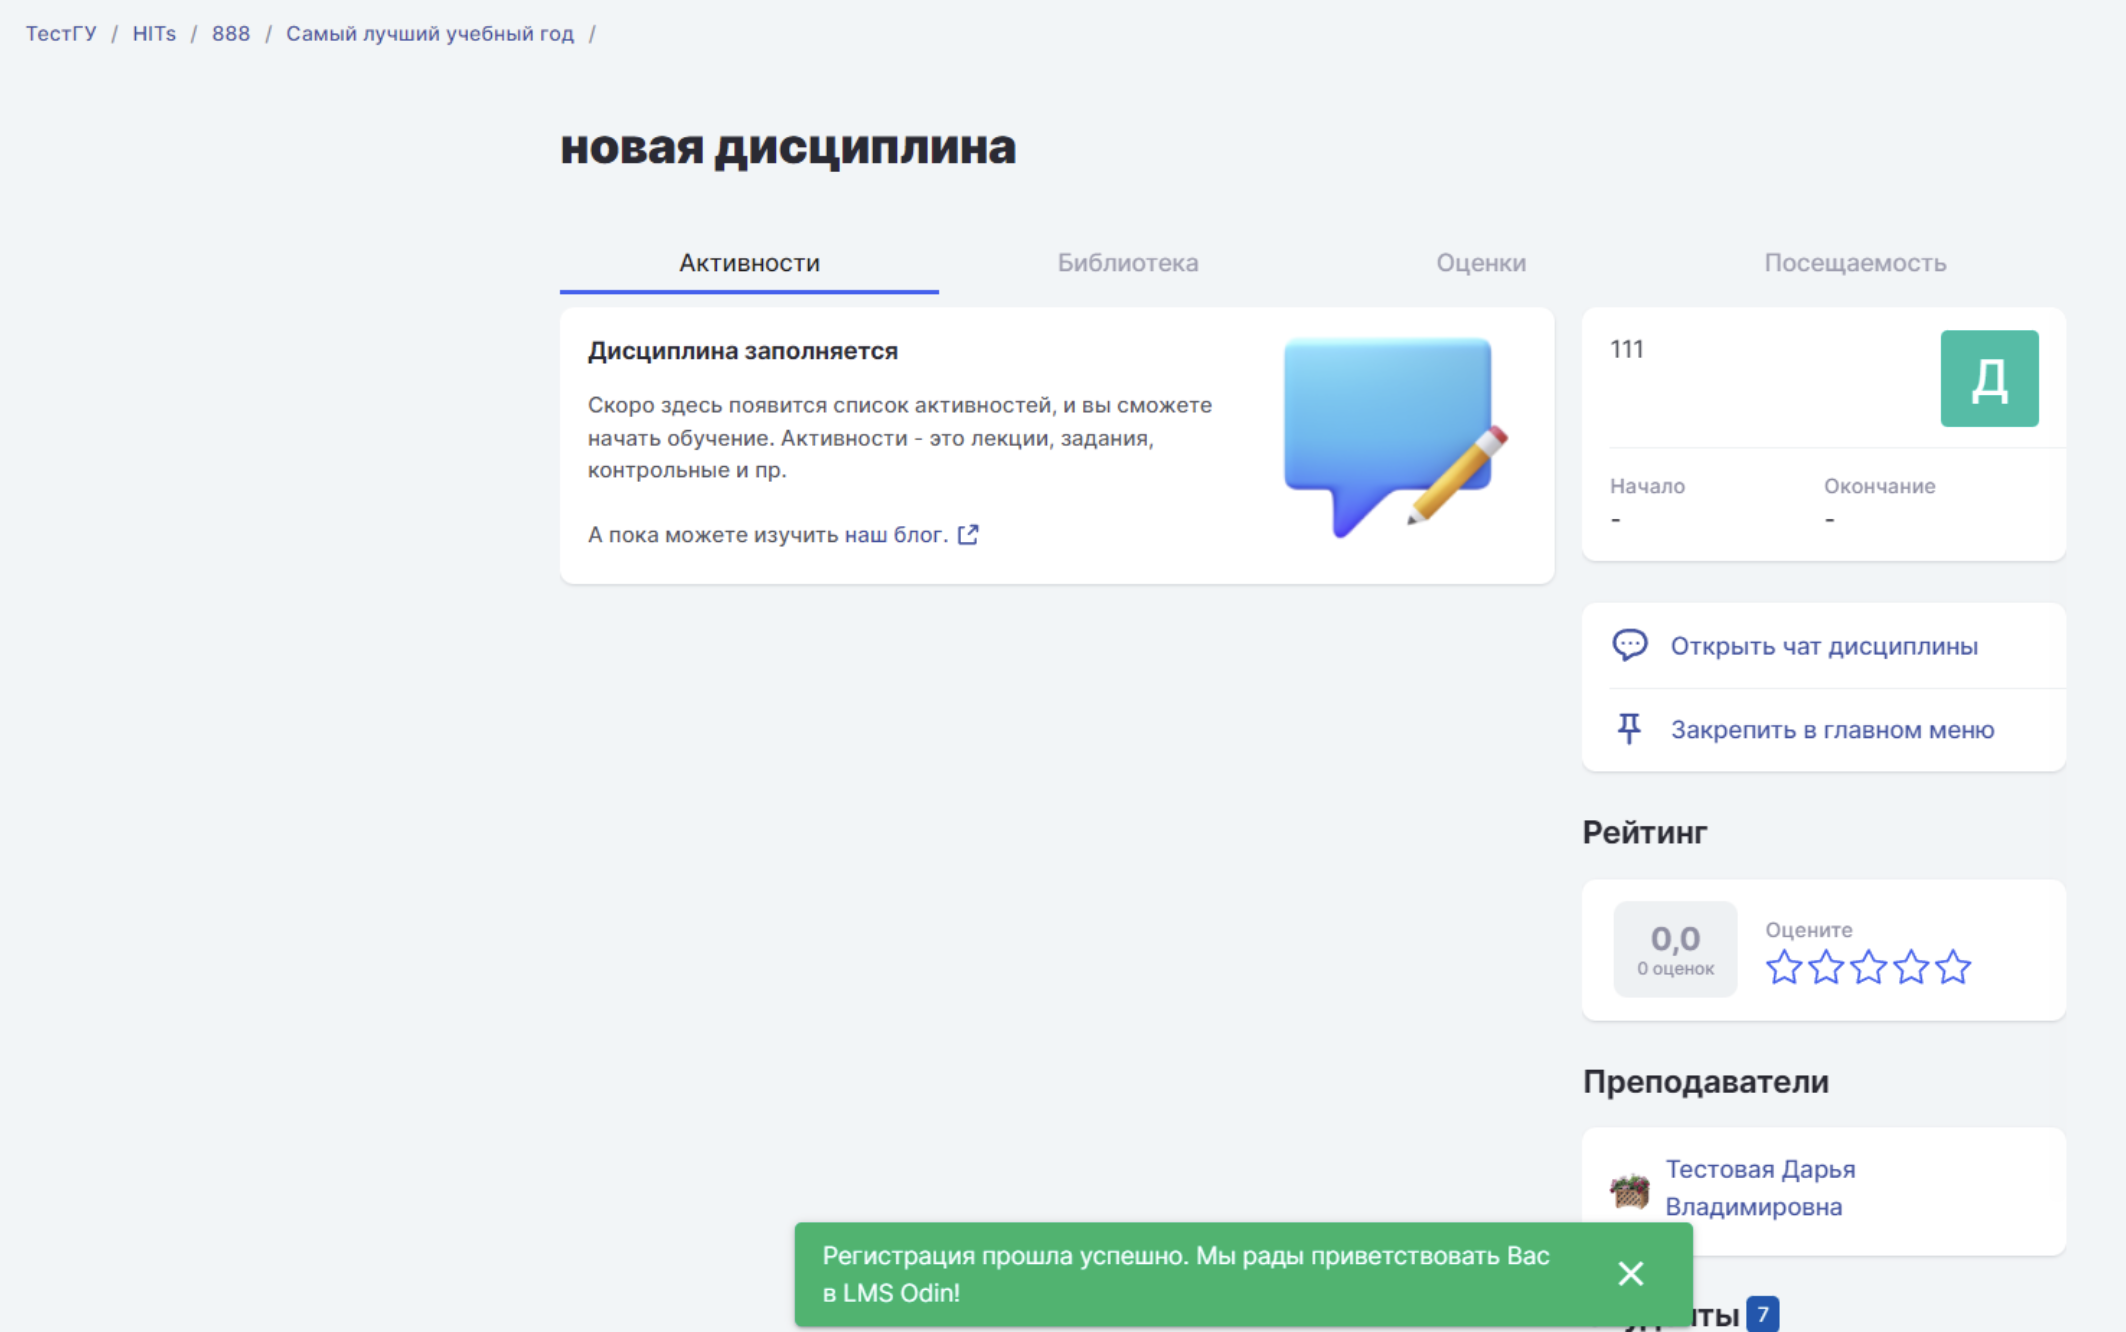 ТестГУ / HITs / 888 / Самый лучший учебный год /
новая дисциплина
Активности
Библиотека
Оценки
Посещаемость
Дисциплина заполняется
Скоро здесь появится список активностей, и вы сможете
начать обучение. Активности - это лекции, задания,
контрольные и пр.
А пока можете изучить наш блог.
111
Д
Начало
Окончание
-
-
Открыть чат дисциплины
Закрепить в главном меню
Рейтинг
0,0
0 оценок
Оцените
Преподаватели
Тестовая Дарья
Владимировна
Регистрация прошла успешно. Мы рады приветствовать Вас
в LMS Odin!
7